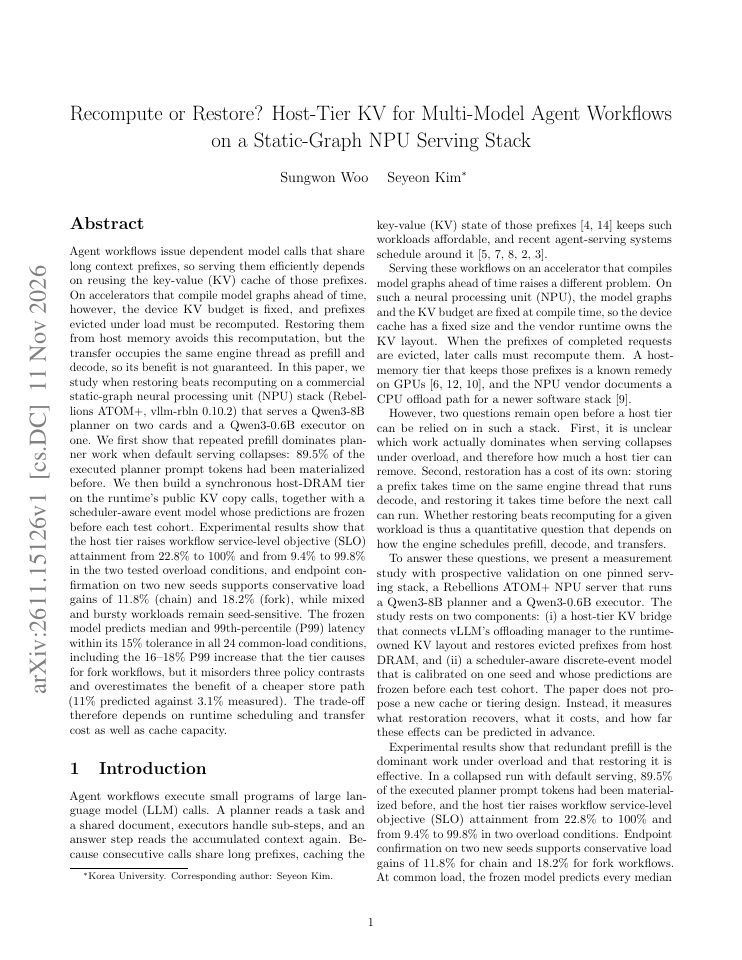 Recompute or Restore? Host-Tier KV for Multi-Model Agent Workflows
on a Static-Graph NPU Serving Stack
Sungwon Woo Seyeon Kim*
arXiv:2611.15126v1 [cs.DC] 11 Nov 2026
Abstract
Agent workflows issue dependent model calls that share
long context prefixes, so serving them efficiently depends
on reusing the key-value (KV) cache of those prefixes.
On accelerators that compile model graphs ahead of time,
however, the device KV budget is fixed, and prefixes
evicted under load must be recomputed. Restoring them
from host memory avoids this recomputation, but the
transfer occupies the same engine thread as prefill and
decode, so its benefit is not guaranteed. In this paper, we
study when restoring beats recomputing on a commercial
static-graph neural processing unit (NPU) stack (Rebel-
lions ATOM+, vllm-rbln 0.10.2) that serves a Qwen3-8B
planner on two cards and a Qwen3-0.6B executor on
one. We first show that repeated prefill dominates plan-
ner work when default serving collapses: 89.5% of the
executed planner prompt tokens had been materialized
before. We then build a synchronous host-DRAM tier
on the runtime's public KV copy calls, together with a
scheduler-aware event model whose predictions are frozen
before each test cohort. Experimental results show that
the host tier raises workflow service-level objective (SLO)
attainment from 22.8% to 100% and from 9.4% to 99.8%
in the two tested overload conditions, and endpoint con-
firmation on two new seeds supports conservative load
gains of 11.8% (chain) and 18.2% (fork), while mixed
and bursty workloads remain seed-sensitive. The frozen
model predicts median and 99th-percentile (P99) latency
within its 15% tolerance in all 24 common-load conditions,
including the 16–18% P99 increase that the tier causes
for fork workflows, but it misorders three policy contrasts
and overestimates the benefit of a cheaper store path
(11% predicted against 3.1% measured). The trade-off
therefore depends on runtime scheduling and transfer
cost as well as cache capacity.
1 Introduction
Agent workflows execute small programs of large lan-
guage model (LLM) calls. A planner reads a task and
a shared document, executors handle sub-steps, and an
answer step reads the accumulated context again. Be-
cause consecutive calls share long prefixes, caching the
*Korea University. Corresponding author: Seyeon Kim.
key-value (KV) state of those prefixes [4, 14] keeps such
workloads affordable, and recent agent-serving systems
schedule around it [5, 7, 8, 2, 3].
Serving these workflows on an accelerator that compiles
model graphs ahead of time raises a different problem. On
such a neural processing unit (NPU), the model graphs
and the KV budget are fixed at compile time, so the device
cache has a fixed size and the vendor runtime owns the
KV layout. When the prefixes of completed requests
are evicted, later calls must recompute them. A host-
memory tier that keeps those prefixes is a known remedy
on GPUs [6, 12, 10], and the NPU vendor documents a
CPU offload path for a newer software stack [9].
However, two questions remain open before a host tier
can be relied on in such a stack. First, it is unclear
which work actually dominates when serving collapses
under overload, and therefore how much a host tier can
remove. Second, restoration has a cost of its own: storing
a prefix takes time on the same engine thread that runs
decode, and restoring it takes time before the next call
can run. Whether restoring beats recomputing for a given
workload is thus a quantitative question that depends on
how the engine schedules prefill, decode, and transfers.
To answer these questions, we present a measurement
study with prospective validation on one pinned serv-
ing stack, a Rebellions ATOM+ NPU server that runs
a Qwen3-8B planner and a Qwen3-0.6B executor. The
study rests on two components: (i) a host-tier KV bridge
that connects vLLM's offloading manager to the runtime-
owned KV layout and restores evicted prefixes from host
DRAM, and (ii) a scheduler-aware discrete-event model
that is calibrated on one seed and whose predictions are
frozen before each test cohort. The paper does not pro-
pose a new cache or tiering design. Instead, it measures
what restoration recovers, what it costs, and how far
these effects can be predicted in advance.
Experimental results show that redundant prefill is the
dominant work under overload and that restoring it is
effective. In a collapsed run with default serving, 89.5%
of the executed planner prompt tokens had been material-
ized before, and the host tier raises workflow service-level
objective (SLO) attainment from 22.8% to 100% and
from 9.4% to 99.8% in two overload conditions. Endpoint
confirmation on two new seeds supports conservative load
gains of 11.8% for chain and 18.2% for fork workflows.
At common load, the frozen model predicts every median
1